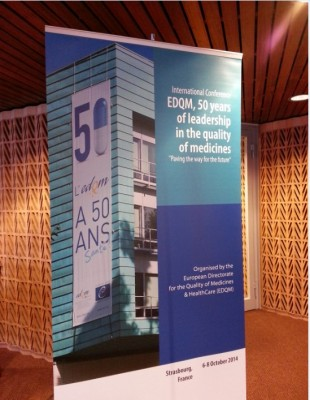 International Conference
EDQM, 50 years
of leadership
in the quality
of medicines
"Paving the way for the future"
50
L'edqm
A 50
ANS
Organised by the
European Directorate
for the Quality of Medicines
& HealthCare (EDQM)
Strasbourg,
France
6-8 October 2014